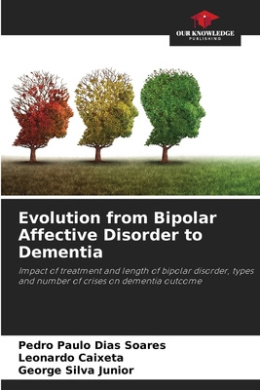 OUR KNOWLEDGE
PUBLISHING
Evolution from Bipolar
Affective Disorder to
Dementia
Impact of treatment and length of bipolar disorder, types
and number of crises on dementia outcome
Pedro Paulo Dias Soares
Leonardo Caixeta
George Silva Junior